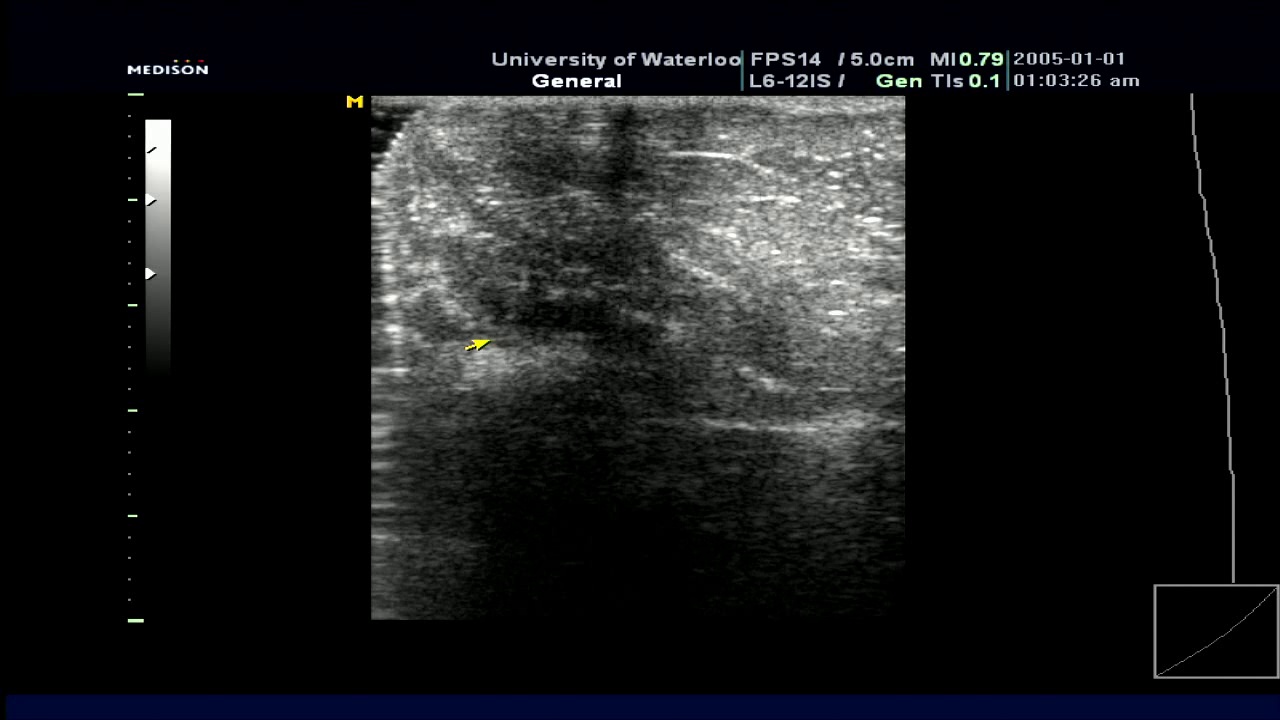 MEDISON
University of Waterloo FPS14 / 5.0cm MI 0.79 2005-01-01
General L6-12IS / Gen TIs 0.1 01:03:26 am
M